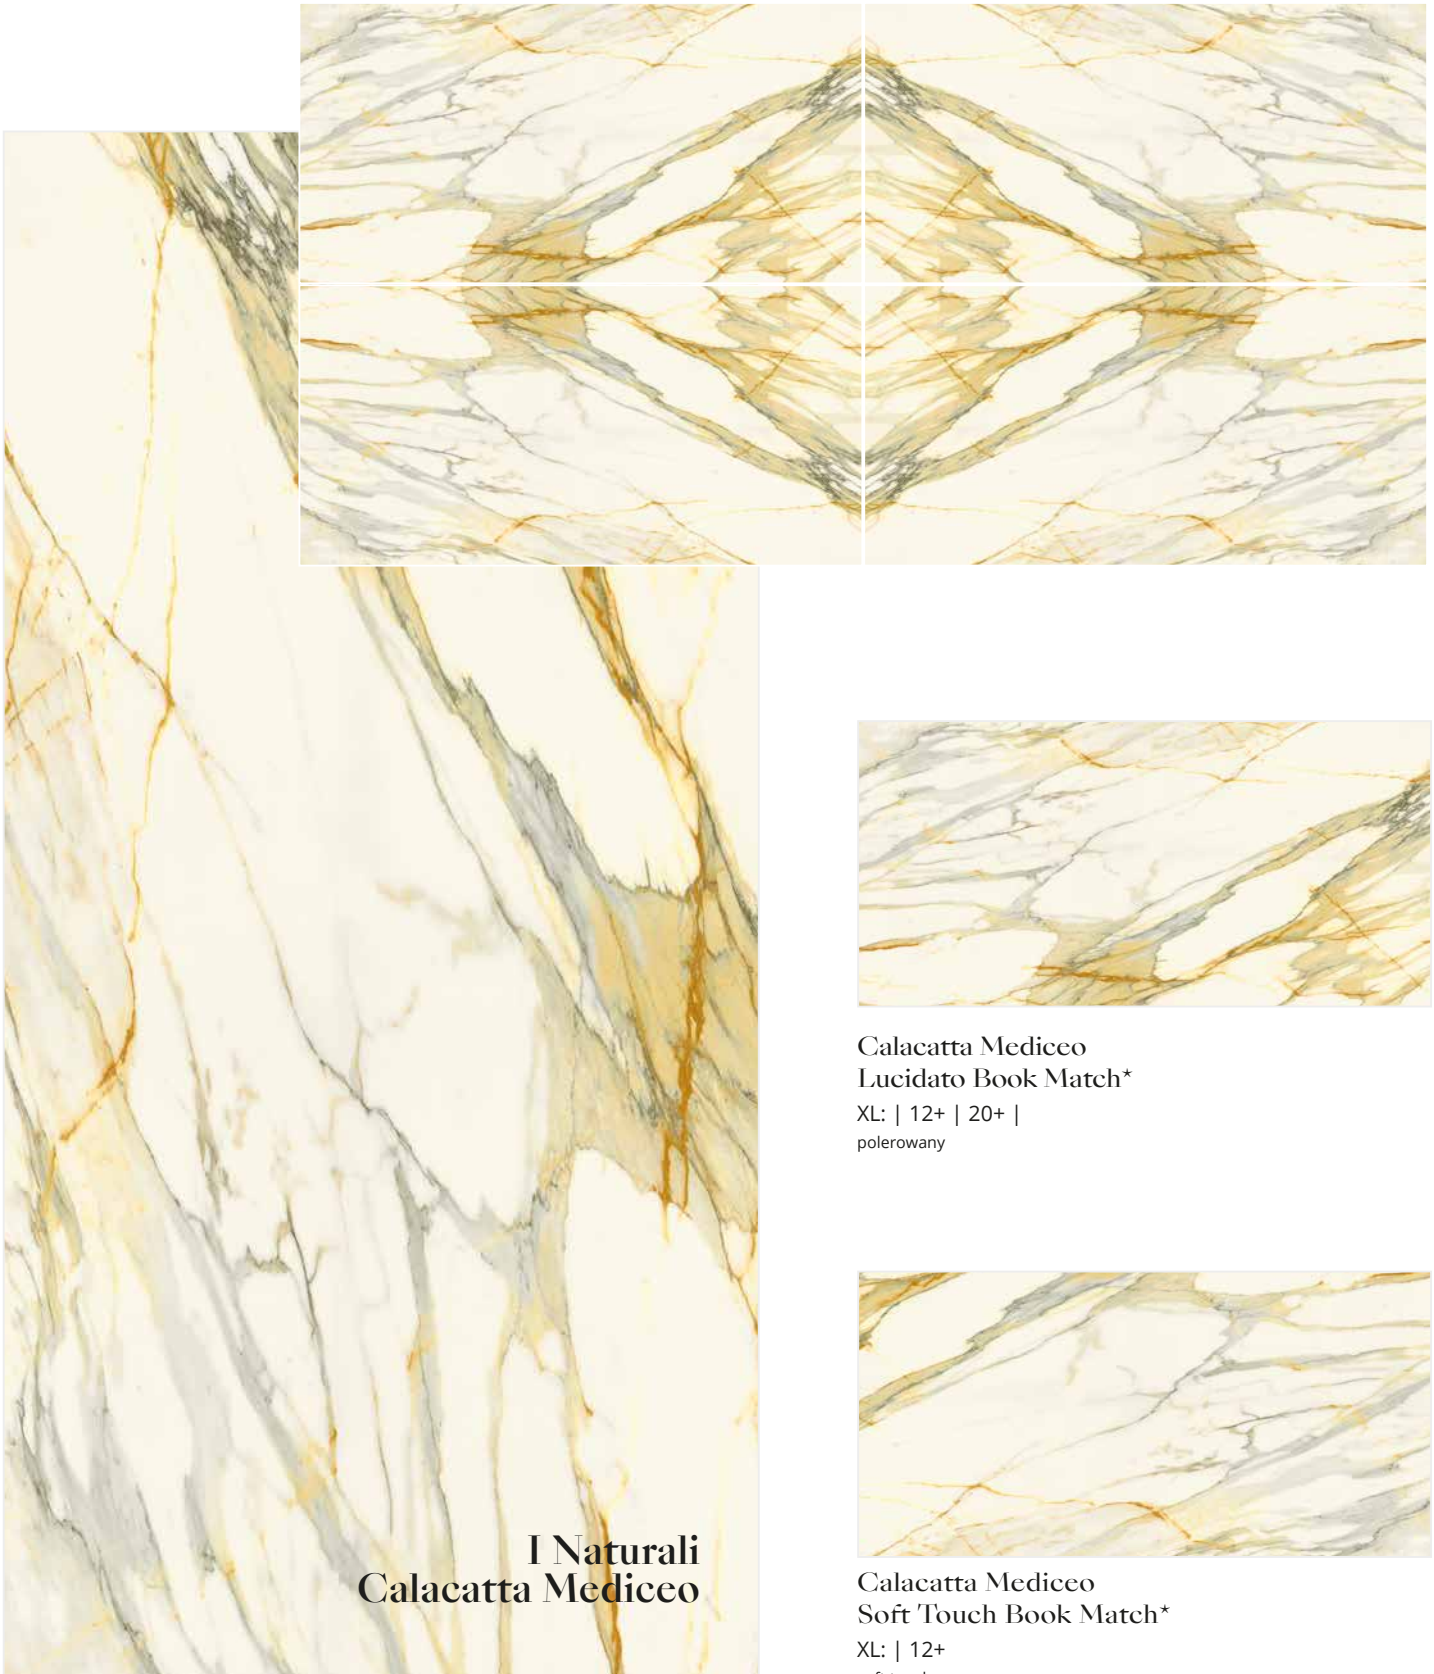 I Naturali
Calacatta Mediceo
Calacatta Mediceo
Lucidato Book Match*
XL: | 12+ | 20+ |
polerowany
Calacatta Mediceo
Soft Touch Book Match*
XL: | 12+